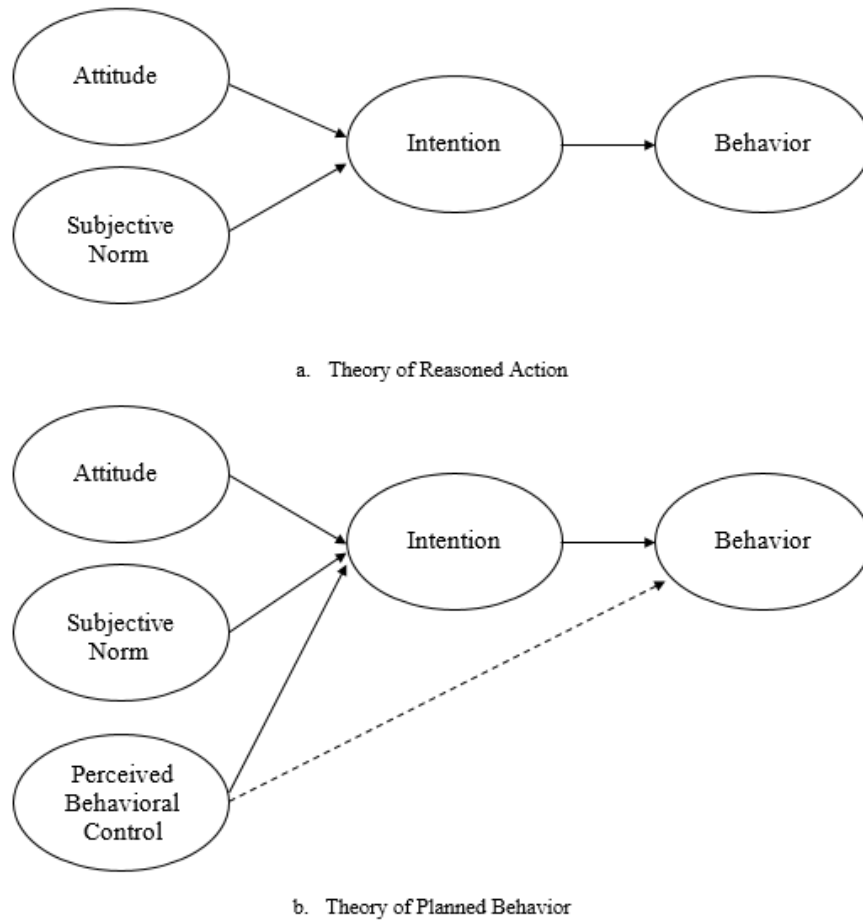 Attitude
Intention
Behavior
Subjective
Norm
a. Theory of Reasoned Action
Attitude
Intention
Behavior
Subjective
Norm
Perceived
Behavioral
Control
b. Theory of Planned Behavior